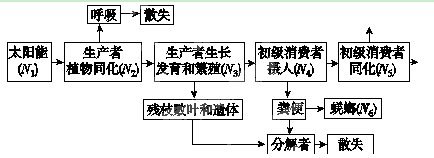 呼吸 散失
太阳能 生产者 生产者生长 初级消费者 初级消费者
(N₁) 植物同化(N₂) 发育和繁殖(N₃) 摄入(N₄) 同化(N₅)
残枝败叶和遗体 粪便 蜣螂(N₆)
分解者 散失